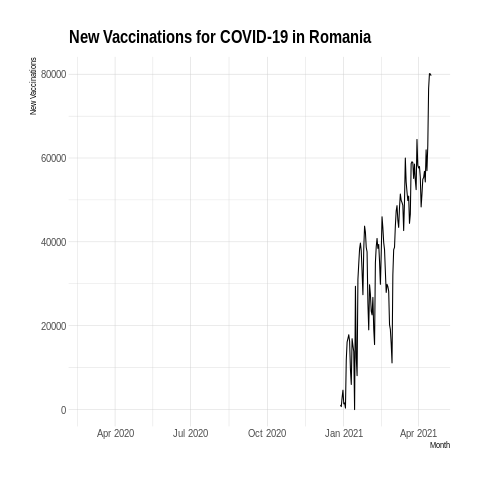 New Vaccinations for COVID-19 in Romania
New Vaccinations
80000
60000
40000
20000
0
Apr 2020 Jul 2020 Oct 2020 Jan 2021 Apr 2021
Month